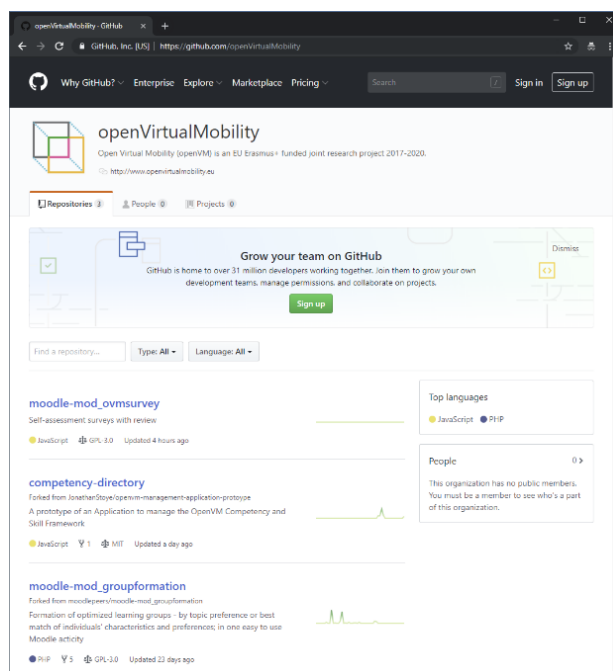 openVirtualMobility · GitHub
GitHub, Inc. [US] | https://github.com/openVirtualMobility
Why GitHub? Enterprise Explore Marketplace Pricing Search / Sign in Sign up
openVirtualMobility
Open Virtual Mobility (openVM) is an EU Erasmus+ funded joint research project 2017-2020.
http://www.openvirtualmobility.eu
Repositories 3 People 0 Projects 0
Dismiss
Grow your team on GitHub
GitHub is home to over 31 million developers working together. Join them to grow your own
development teams, manage permissions, and collaborate on projects.
Sign up
Find a repository... Type: All Language: All
moodle-mod_ovmsurvey
Self-assessment surveys with review
JavaScript GPL-3.0 Updated 4 hours ago
competency-directory
Forked from JonathanStoye/openvm-management-application-protoype
A prototype of an Application to manage the OpenVM Competency and
Skill Framework
JavaScript 1 MIT Updated a day ago
moodle-mod_groupformation
Forked from moodlepeers/moodle-mod_groupformation
Formation of optimized learning groups - by topic preference or best
match of individuals' characteristics and preferences; in one easy to use
Moodle activity
PHP 5 GPL-3.0 Updated 23 days ago
Top languages
JavaScript PHP
People 0
This organization has no public members.
You must be a member to see who's a part
of this organization.